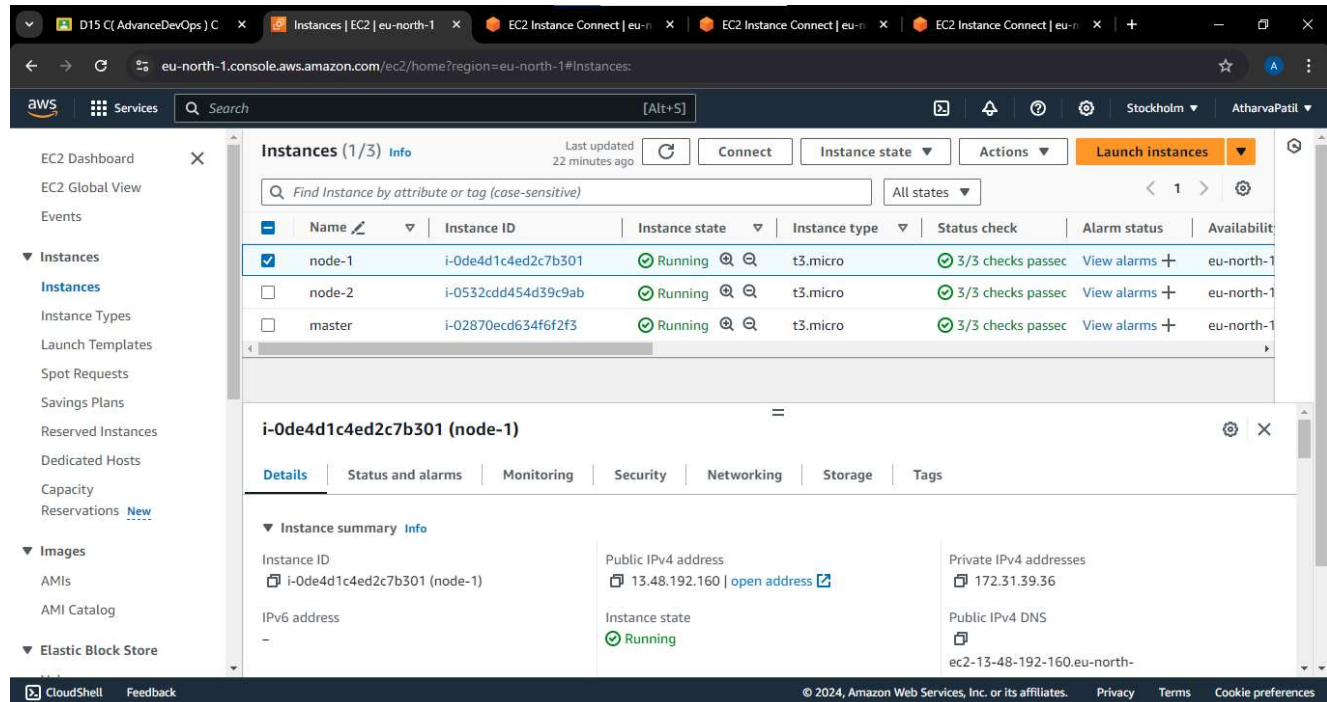 D15 C( AdvanceDevOps ) C
Instances | EC2 | eu-north-1
EC2 Instance Connect | eu-n
EC2 Instance Connect | eu-n
EC2 Instance Connect | eu-n
eu-north-1.console.aws.amazon.com/ec2/home?region=eu-north-1#Instances:
A
aws Services Search [Alt+S] Stockholm ▼ AtharvaPatil ▼
EC2 Dashboard
EC2 Global View
Events
▼ Instances
Instances
Instance Types
Launch Templates
Spot Requests
Savings Plans
Reserved Instances
Dedicated Hosts
Capacity
Reservations New
▼ Images
AMIs
AMI Catalog
▼ Elastic Block Store
Instances (1/3) Info
Last updated
22 minutes ago
Connect Instance state ▼ Actions ▼ Launch instances ▼
Find Instance by attribute or tag (case-sensitive) All states ▼ < 1 >
Name Instance ID Instance state Instance type Status check Alarm status Availabilit
node-1 i-0de4d1c4ed2c7b301 Running t3.micro 3/3 checks passec View alarms + eu-north-1
node-2 i-0532cdd454d39c9ab Running t3.micro 3/3 checks passec View alarms + eu-north-1
master i-02870ecd634f6f2f3 Running t3.micro 3/3 checks passec View alarms + eu-north-1
i-0de4d1c4ed2c7b301 (node-1)
Details Status and alarms Monitoring Security Networking Storage Tags
▼ Instance summary Info
Instance ID Public IPv4 address Private IPv4 addresses
i-0de4d1c4ed2c7b301 (node-1) 13.48.192.160 | open address 172.31.39.36
IPv6 address Instance state Public IPv4 DNS
– Running
ec2-13-48-192-160.eu-north-
CloudShell Feedback © 2024, Amazon Web Services, Inc. or its affiliates. Privacy Terms Cookie preferences